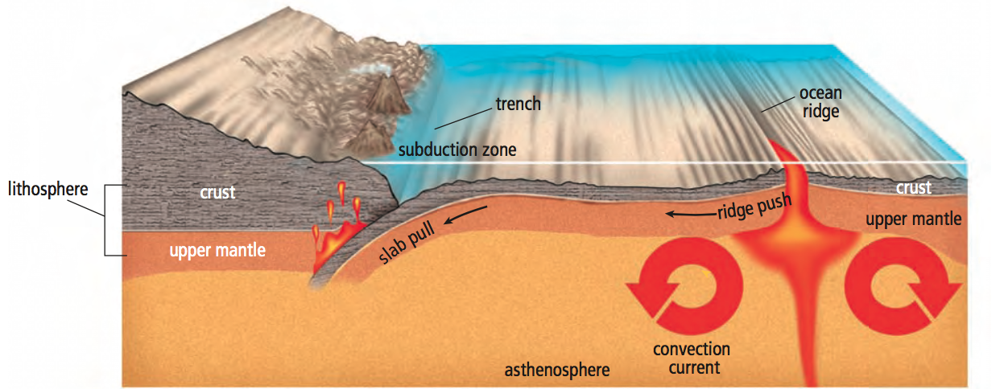 trench
ocean
ridge
subduction zone
lithosphere
crust
crust
ridge push
upper mantle
slab pull
upper mantle
convection
current
asthenosphere